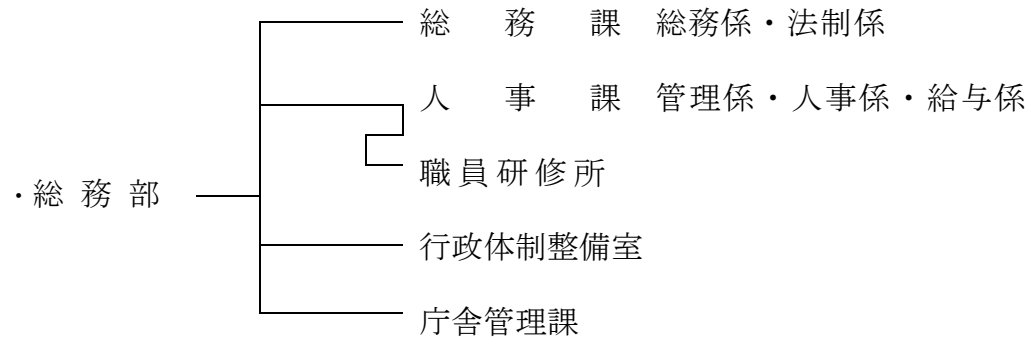 総務課 総務係・法制係
人事課 管理係・人事係・給与係
職員研修所
・総務部
行政体制整備室
庁舎管理課